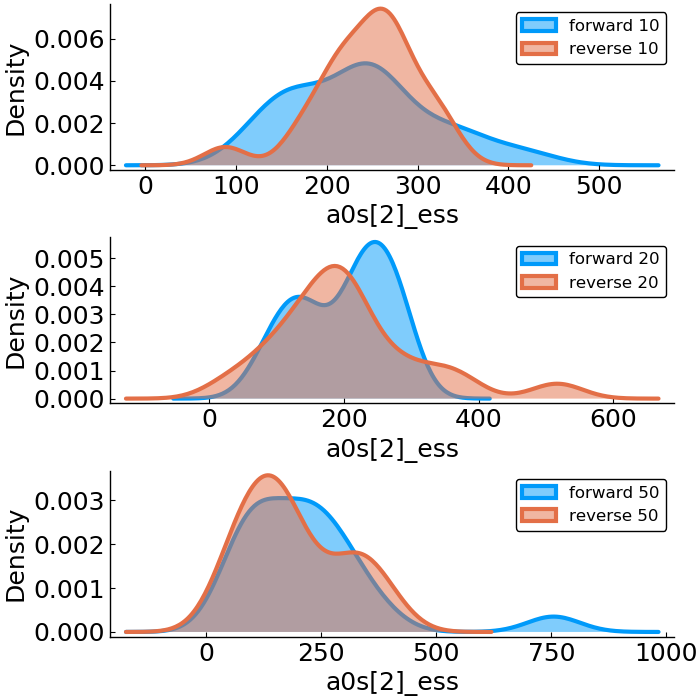 Density
0.006
0.004
0.002
0.000
0 100 200 300 400 500
a0s[2]_ess
forward 10
reverse 10
Density
0.005
0.004
0.003
0.002
0.001
0.000
0 200 400 600
a0s[2]_ess
forward 20
reverse 20
Density
0.003
0.002
0.001
0.000
0 250 500 750 1000
a0s[2]_ess
forward 50
reverse 50